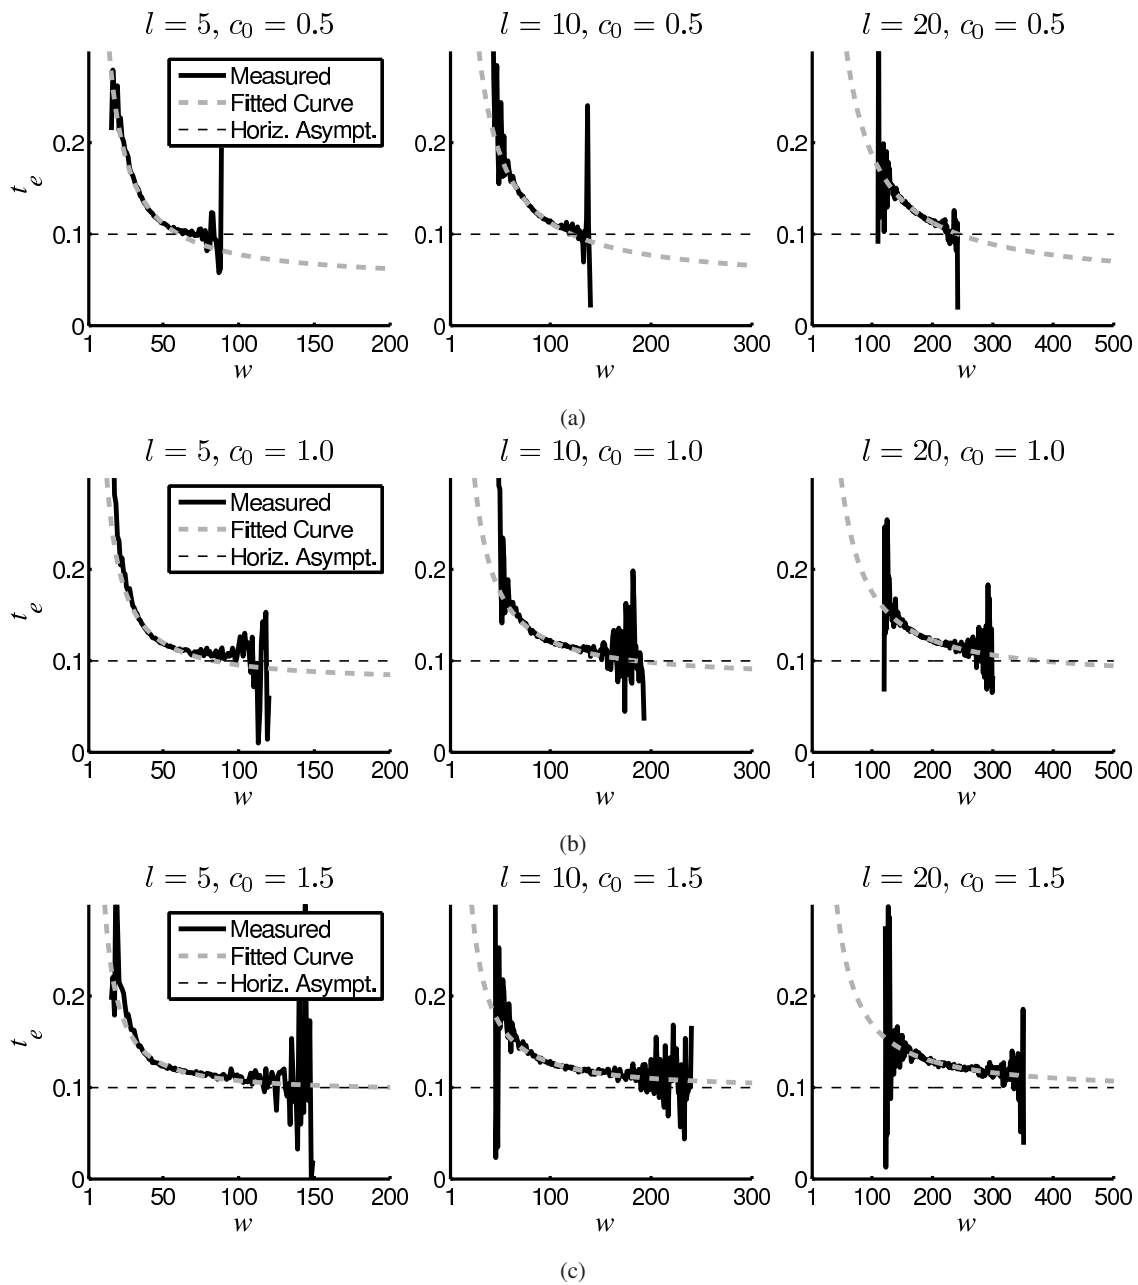 l = 5, c₀ = 0.5
l = 10, c₀ = 0.5
l = 20, c₀ = 0.5
Measured
Fitted Curve
Horiz. Asympt.
0.2
0.1
0
tₑ
1 50 100 150 200
w
0.2
0.1
0
1 100 200 300
w
0.2
0.1
0
1 100 200 300 400 500
w
(a)
l = 5, c₀ = 1.0
l = 10, c₀ = 1.0
l = 20, c₀ = 1.0
Measured
Fitted Curve
Horiz. Asympt.
0.2
0.1
0
tₑ
1 50 100 150 200
w
0.2
0.1
0
1 100 200 300
w
0.2
0.1
0
1 100 200 300 400 500
w
(b)
l = 5, c₀ = 1.5
l = 10, c₀ = 1.5
l = 20, c₀ = 1.5
Measured
Fitted Curve
Horiz. Asympt.
0.2
0.1
0
tₑ
1 50 100 150 200
w
0.2
0.1
0
1 100 200 300
w
0.2
0.1
0
1 100 200 300 400 500
w
(c)